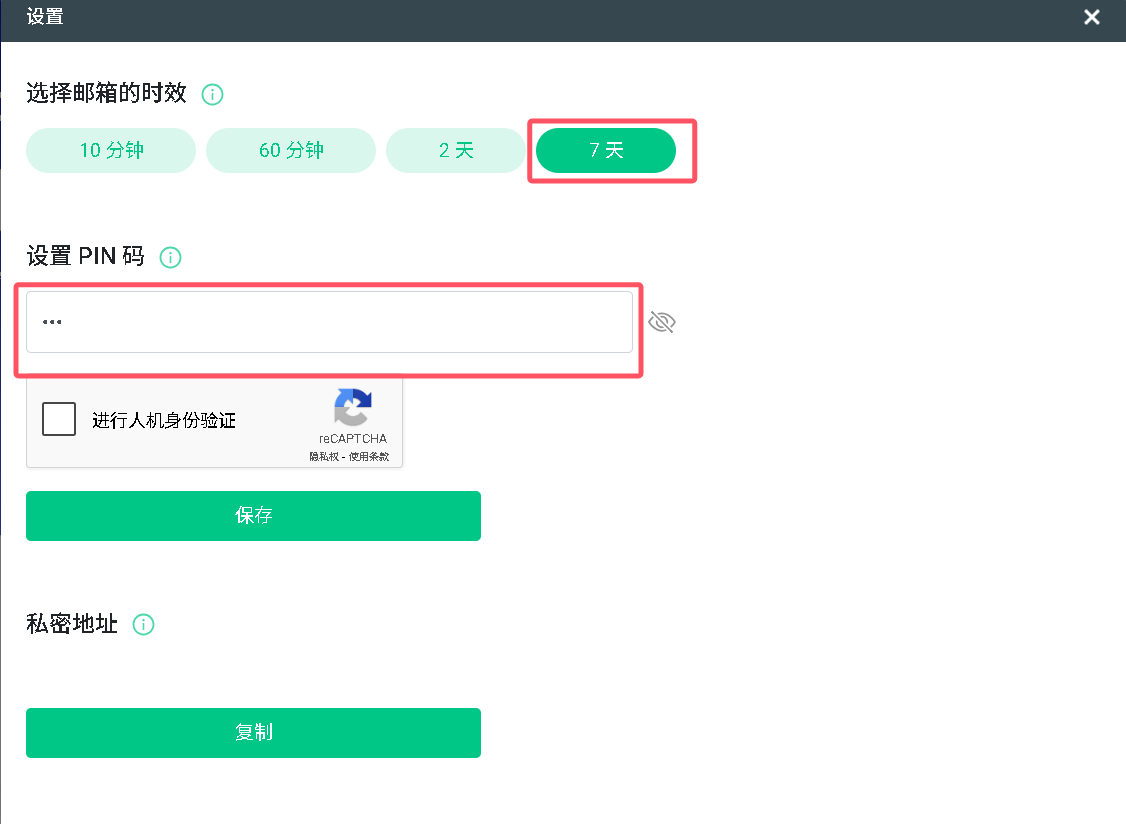 设置
选择邮箱的时效
10 分钟 60 分钟 2 天 7 天
设置 PIN 码
•••
进行人机身份验证
reCAPTCHA
隐私权 - 使用条款
保存
私密地址
复制